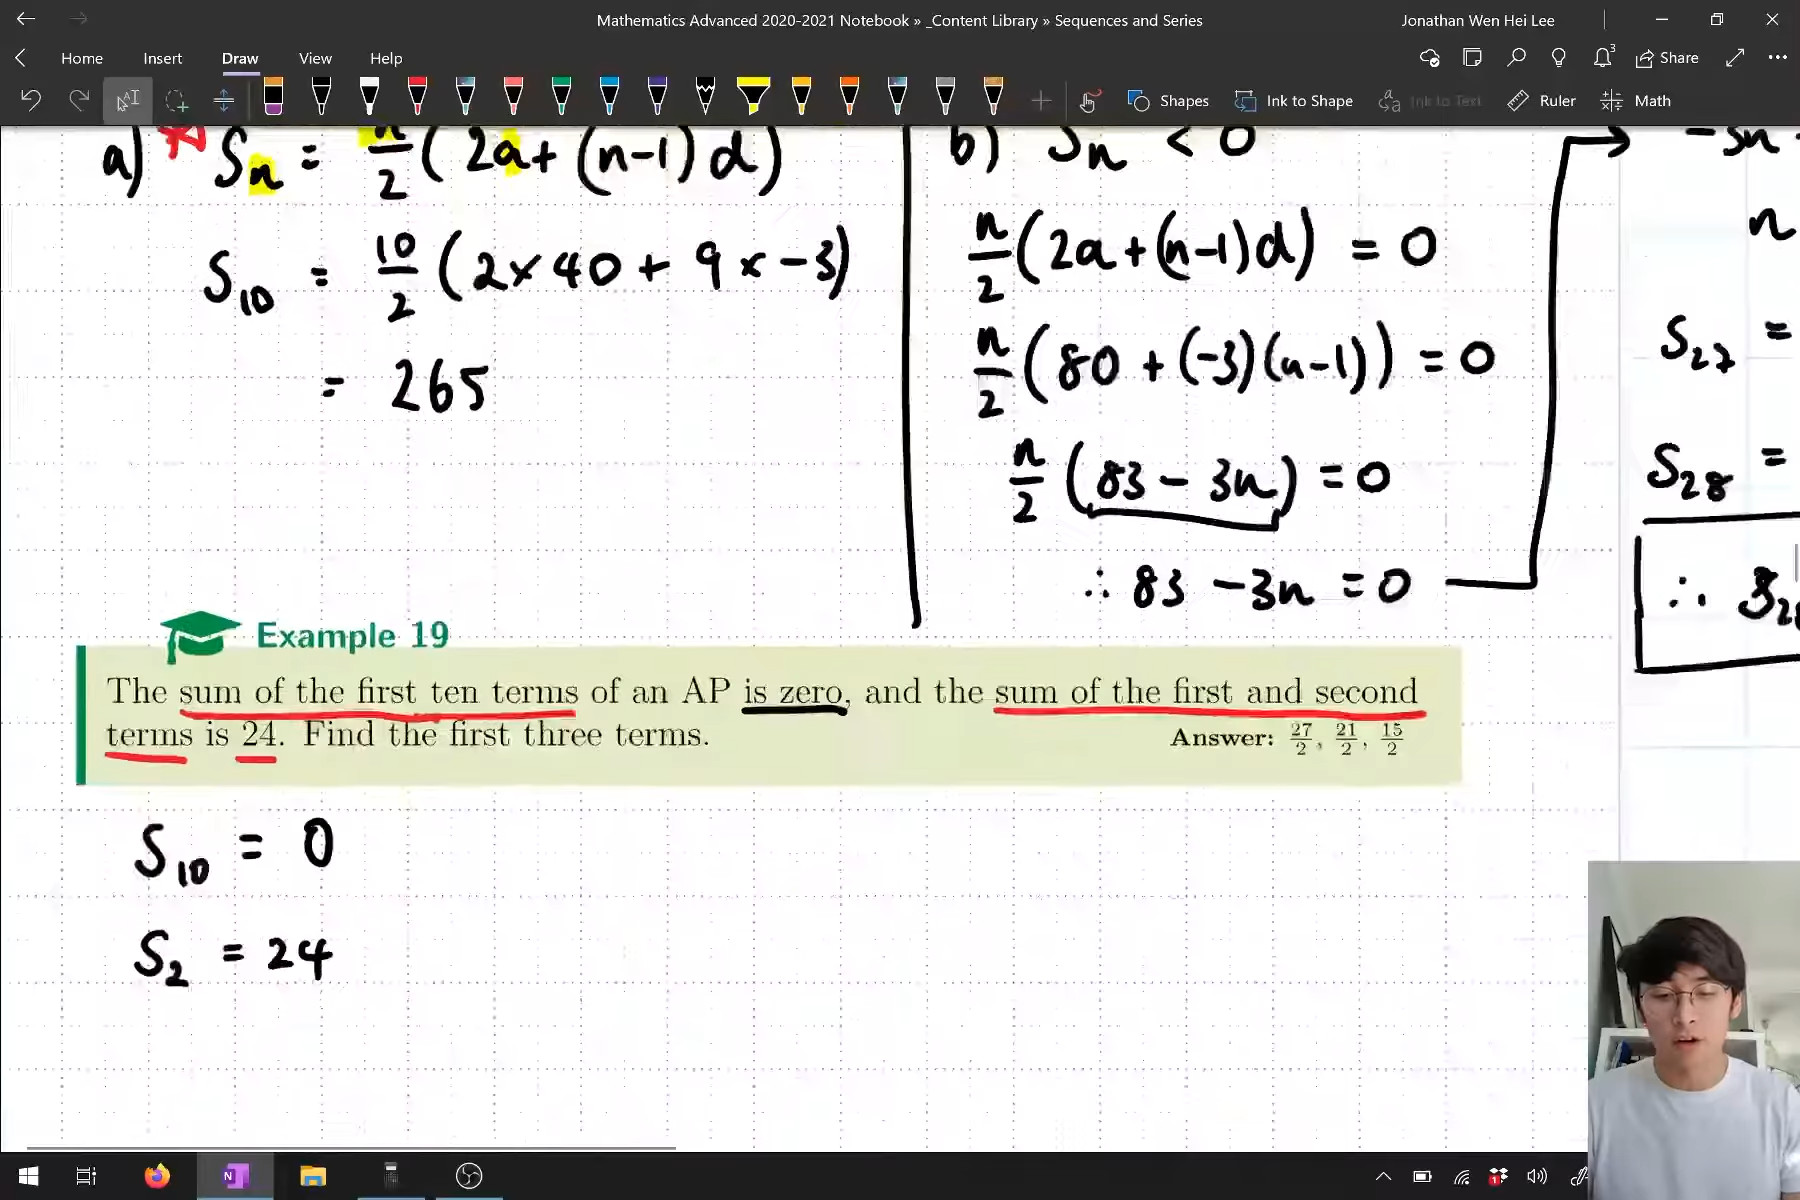 Mathematics Advanced 2020-2021 Notebook » _Content Library » Sequences and Series
Jonathan Wen Hei Lee
Home Insert Draw View Help
3
Share
Shapes
Ink to Shape
Ink to Text
Ruler
Math
a) Sn = n/2 (2a + (n-1) d)
S10 = 10/2 (2 × 40 + 9 × -3)
= 265
b) Sn < 0
n/2 (2a + (n-1)d) = 0
n/2 (80 + (-3)(n-1)) = 0
n/2 (83 - 3n) = 0
∴ 83 - 3n = 0
-3n
n
S27 =
S28 =
∴
Example 19
The sum of the first ten terms of an AP is zero, and the sum of the first and second
terms is 24. Find the first three terms.
Answer: 27/2, 21/2, 15/2
S10 = 0
S2 = 24